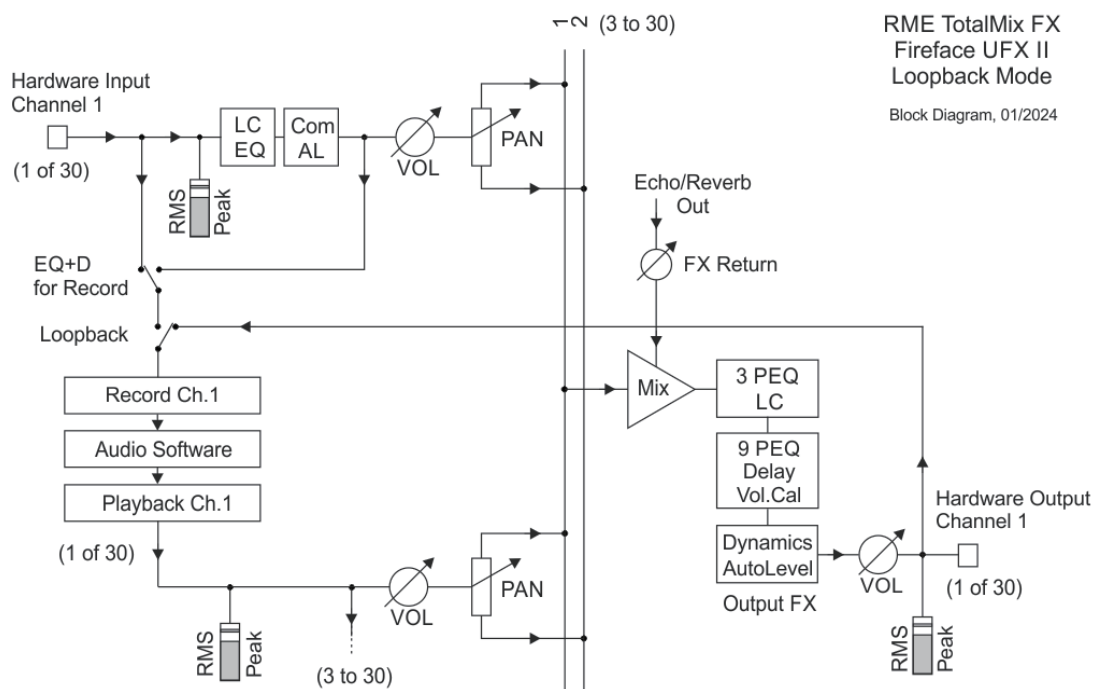 1 2 (3 to 30)
RME TotalMix FX
Fireface UFX II
Loopback Mode
Block Diagram, 01/2024
Hardware Input
Channel 1
(1 of 30)
LC
EQ
Com
AL
VOL
PAN
RMS
Peak
Echo/Reverb
Out
FX Return
EQ+D
for Record
Loopback
Record Ch.1
Audio Software
Playback Ch.1
(1 of 30)
Mix
3 PEQ
LC
9 PEQ
Delay
Vol.Cal
Dynamics
AutoLevel
Output FX
VOL
Hardware Output
Channel 1
(1 of 30)
RMS
Peak
VOL
PAN
RMS
Peak
(3 to 30)